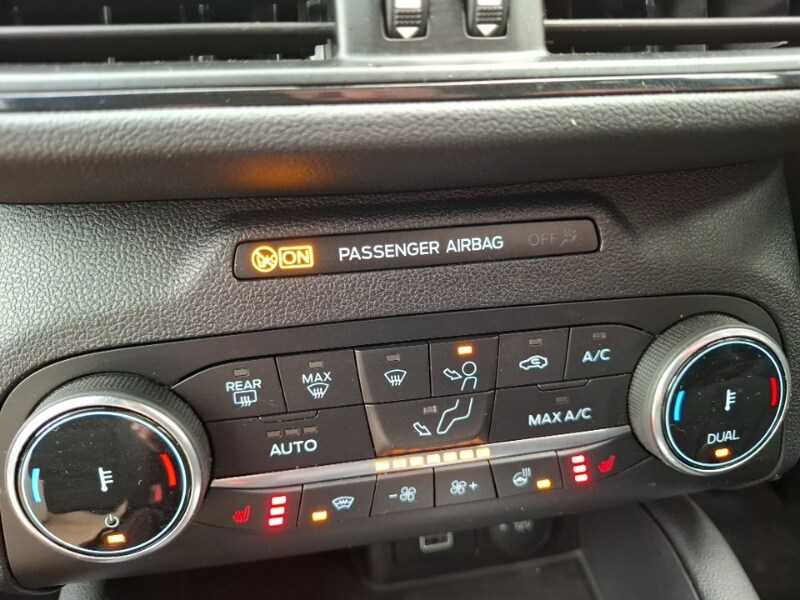 ON PASSENGER AIRBAG OFF
REAR
MAX
A/C
AUTO
MAX A/C
DUAL
- +